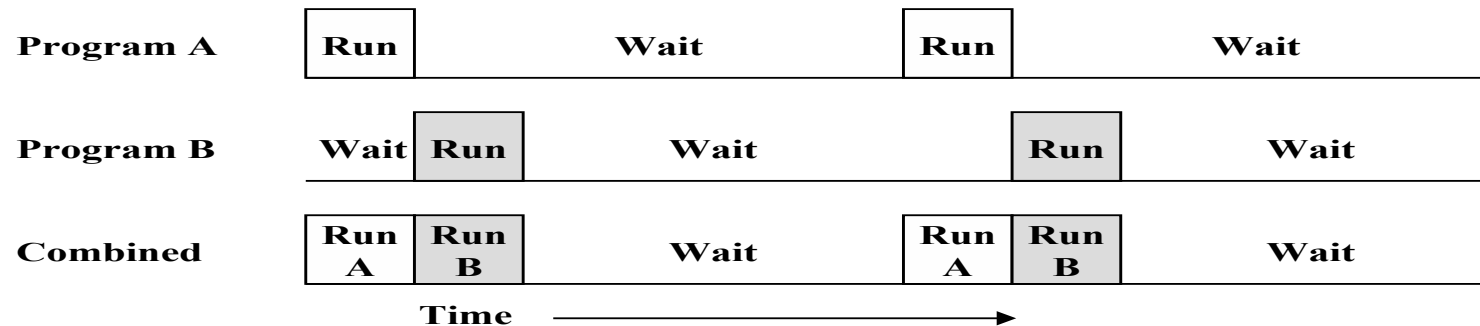 Program A Run Wait Run Wait
Program B Wait Run Wait Run Wait
Combined Run A Run B Wait Run A Run B Wait
Time